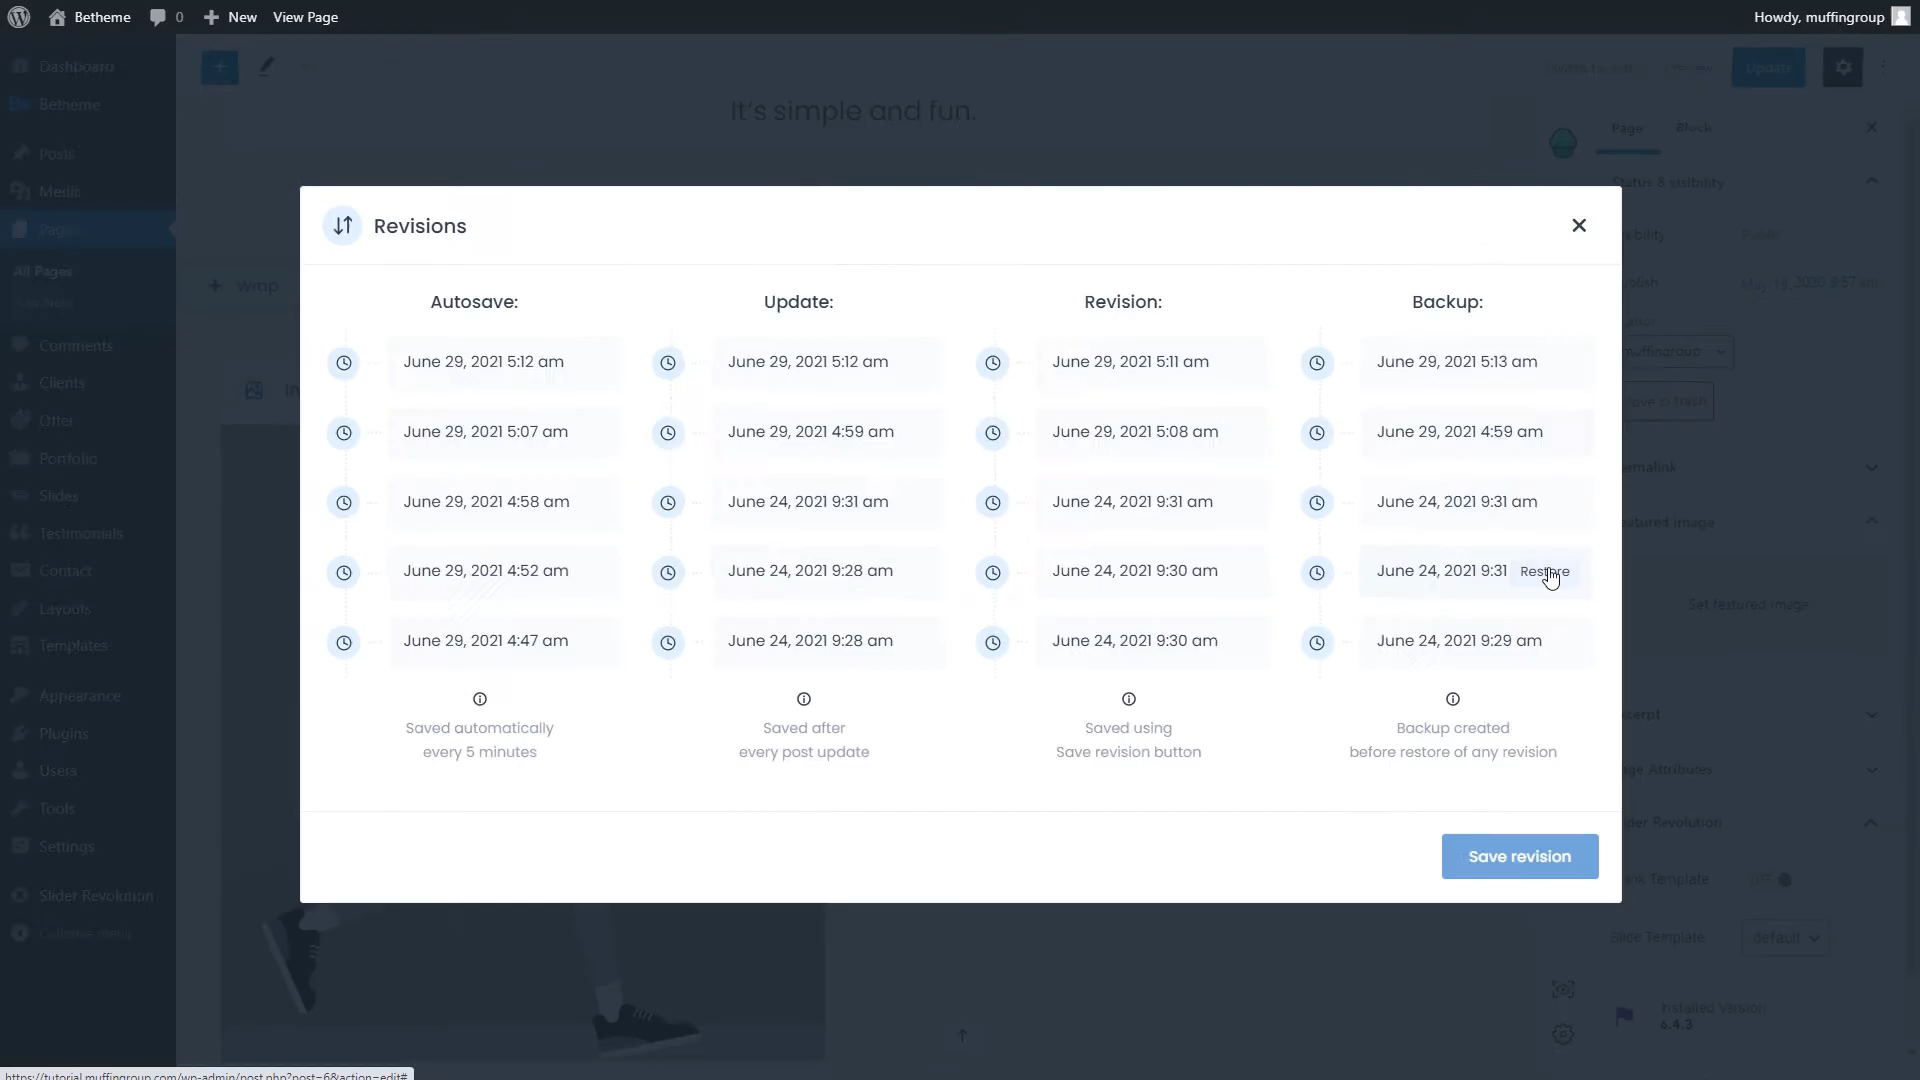 Betheme
0
New
View Page
Howdy, muffingroup
Dashboard
Betheme
Posts
Media
Pages
All Pages
Comments
Clients
Offer
Portfolio
Slides
Testimonials
Contact
Layouts
Templates
Appearance
Plugins
Users
Tools
Settings
Slider Revolution
Collapse menu
Preview
Update
It's simple and fun.
Wrap
Page
Block
Status & visibility
Public
May 19, 2020 9:57 am
muffingroup
Set featured image
Page Attributes
Slider Revolution
Slide Template
default
Installed Version
6.4.3
Revisions
Autosave:
June 29, 2021 5:12 am
June 29, 2021 5:07 am
June 29, 2021 4:58 am
June 29, 2021 4:52 am
June 29, 2021 4:47 am
Saved automatically
every 5 minutes
Update:
June 29, 2021 5:12 am
June 29, 2021 4:59 am
June 24, 2021 9:31 am
June 24, 2021 9:28 am
June 24, 2021 9:28 am
Saved after
every post update
Revision:
June 29, 2021 5:11 am
June 29, 2021 5:08 am
June 24, 2021 9:31 am
June 24, 2021 9:30 am
June 24, 2021 9:30 am
Saved using
Save revision button
Backup:
June 29, 2021 5:13 am
June 29, 2021 4:59 am
June 24, 2021 9:31 am
June 24, 2021 9:31 Restore
June 24, 2021 9:29 am
Backup created
before restore of any revision
Save revision
https://tutorial.muffingroup.com/wp-admin/post.php?post=6&action=edit#